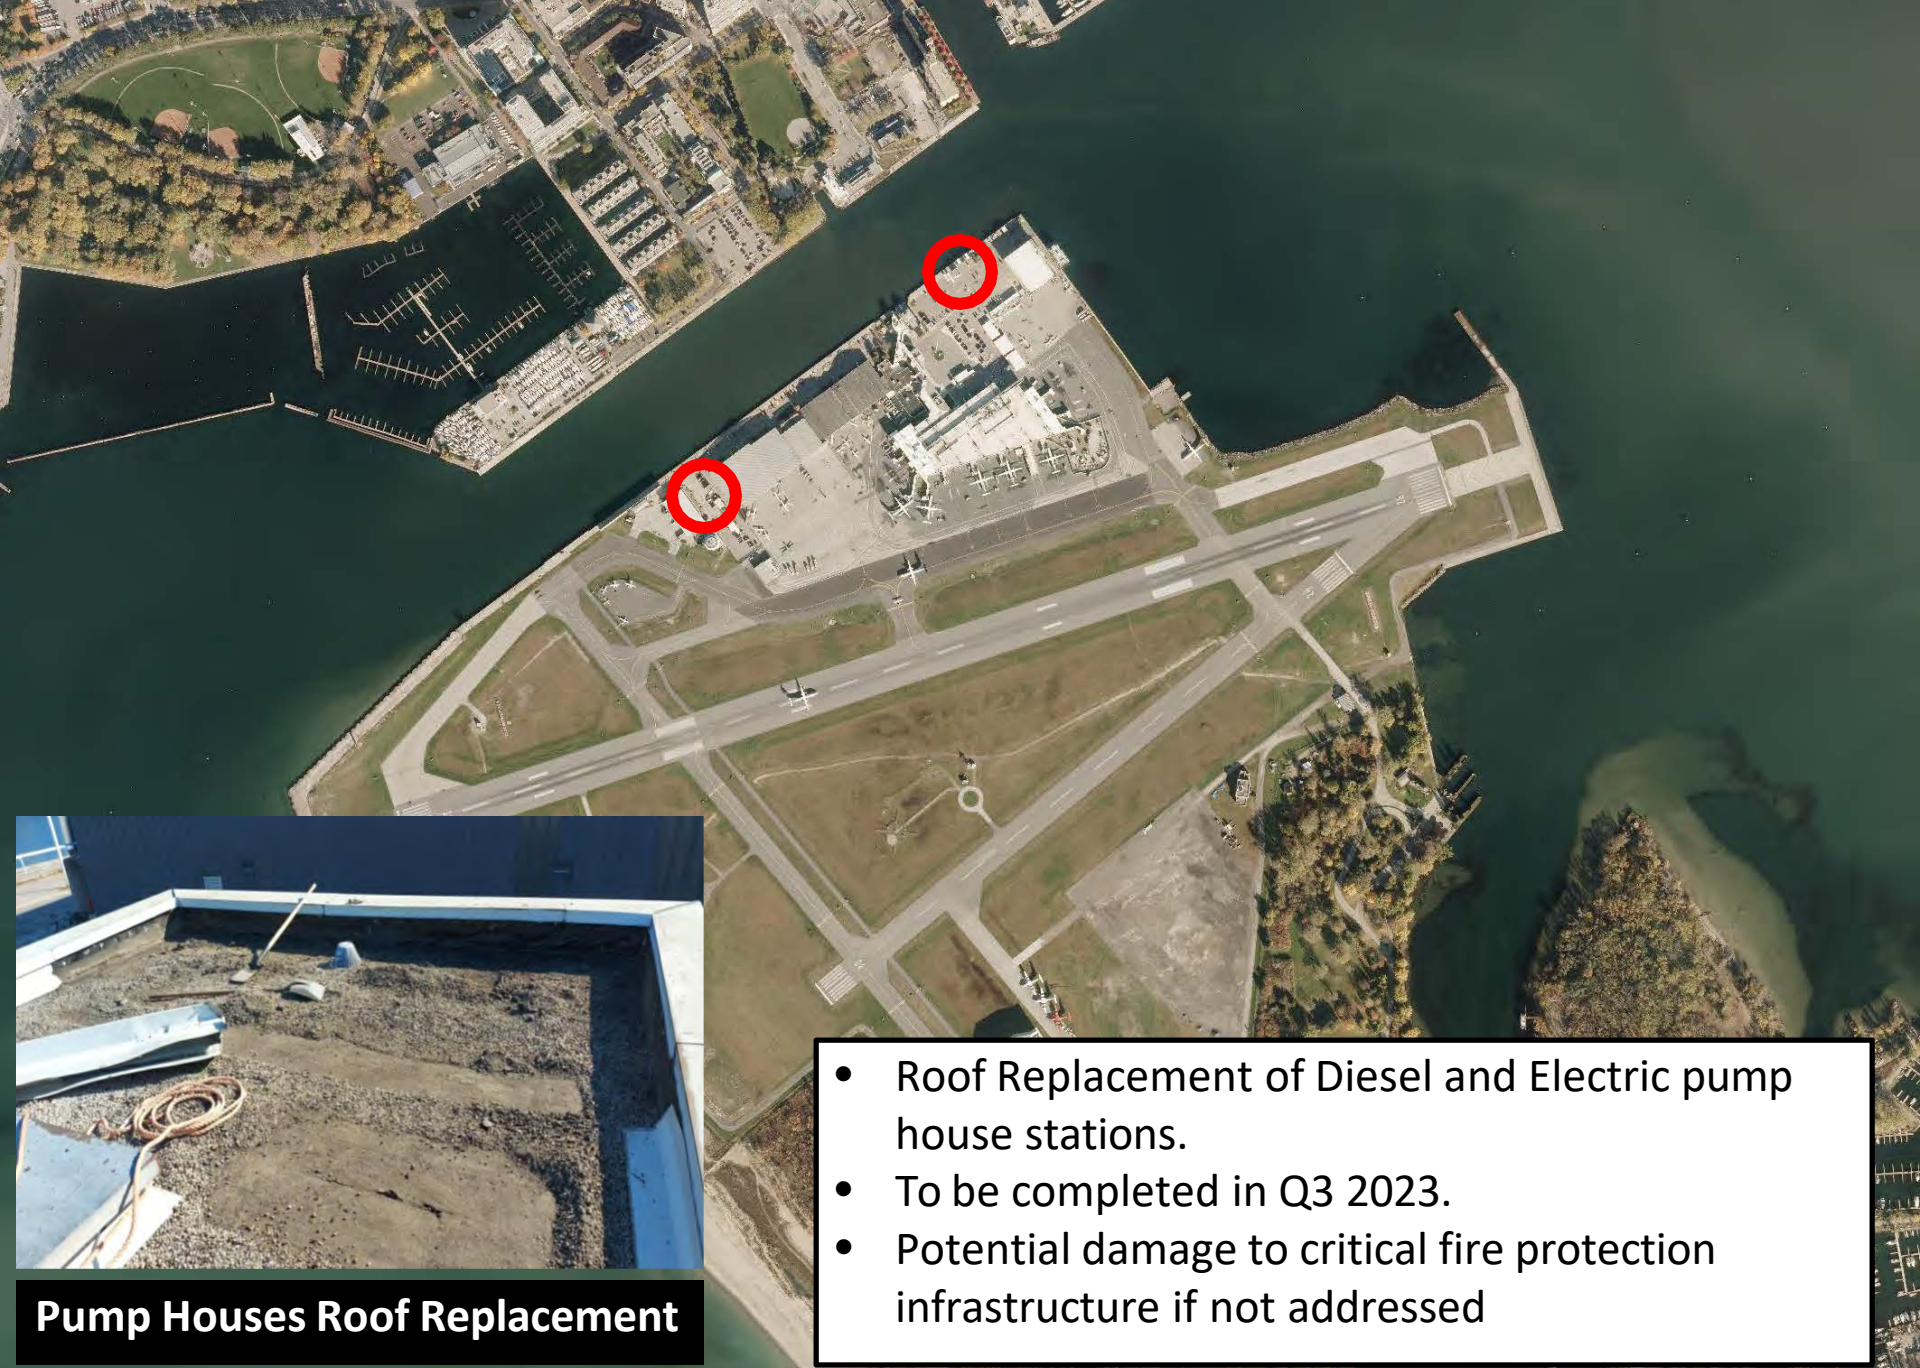 Pump Houses Roof Replacement
• Roof Replacement of Diesel and Electric pump
house stations.
• To be completed in Q3 2023.
• Potential damage to critical fire protection
infrastructure if not addressed